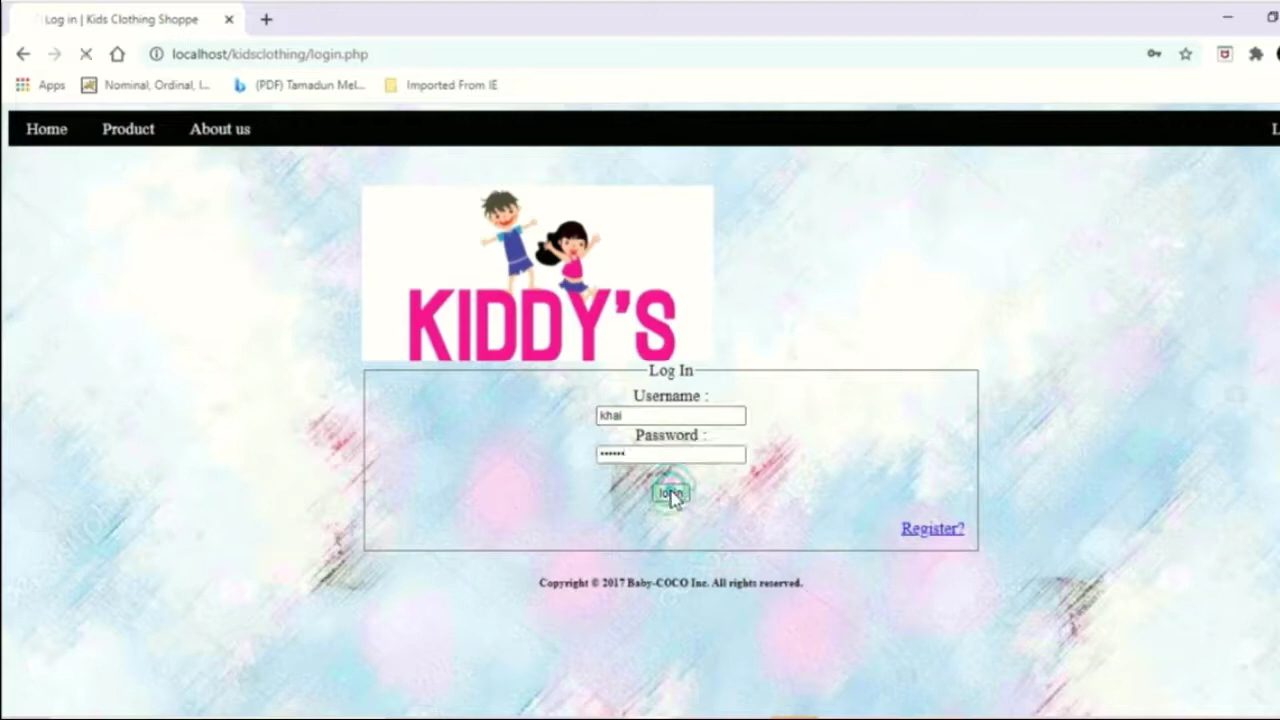 Log in | Kids Clothing Shoppe
localhost/kidsclothing/login.php
Apps Nominal, Ordinal, I... (PDF) Tamadun Mel... Imported From IE
Home Product About us
KIDDY'S
Log In
Username :
khai
Password :
login
Register?
Copyright © 2017 Baby-COCO Inc. All rights reserved.